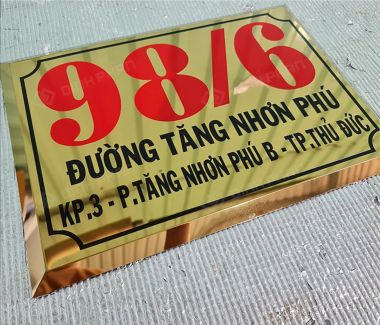 98/6
ĐƯỜNG TĂNG NHƠN PHÚ
KP.3 - P.TĂNG NHƠN PHÚ B - TP.THỦ ĐỨC